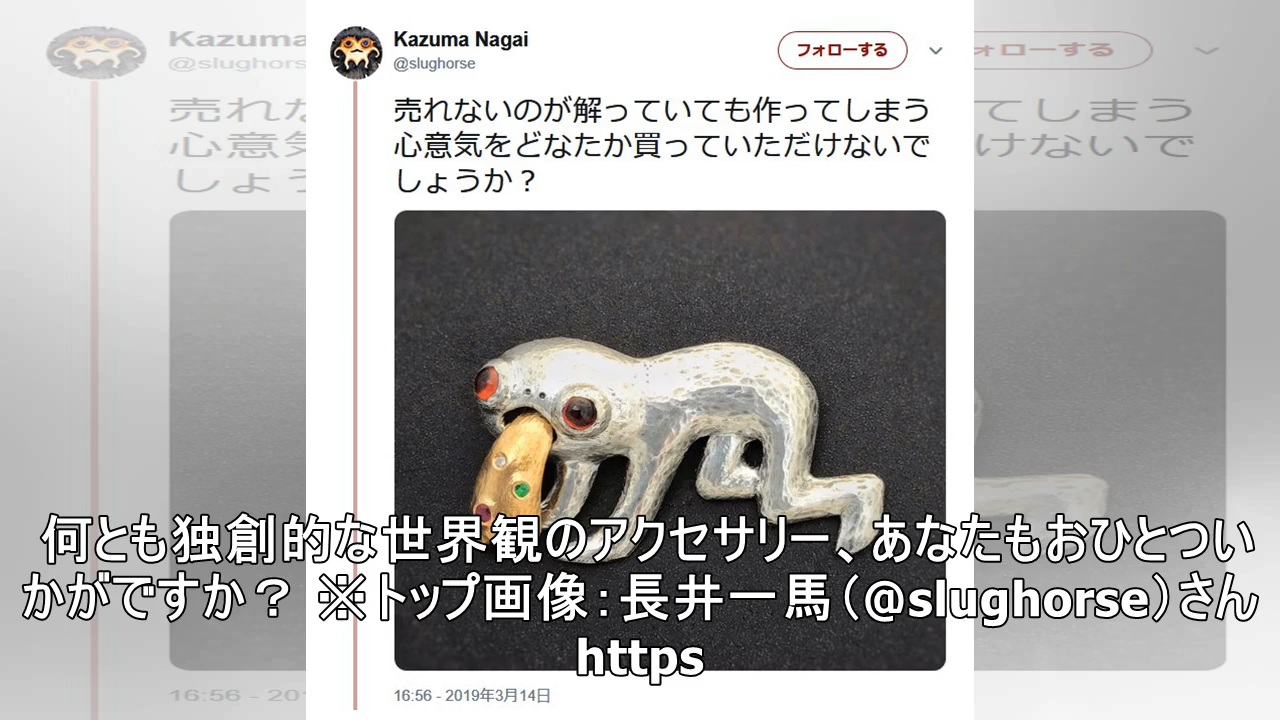 Kazuma Nagai
@slughorse
フォローする
売れないのが解っていても作ってしまう
心意気をどなたか買っていただけないで
しょうか？
何とも独創的な世界観のアクセサリー、あなたもおひとつい
かがですか？ ※トップ画像：長井一馬（@slughorse）さん
https
16:56 - 2019年3月14日